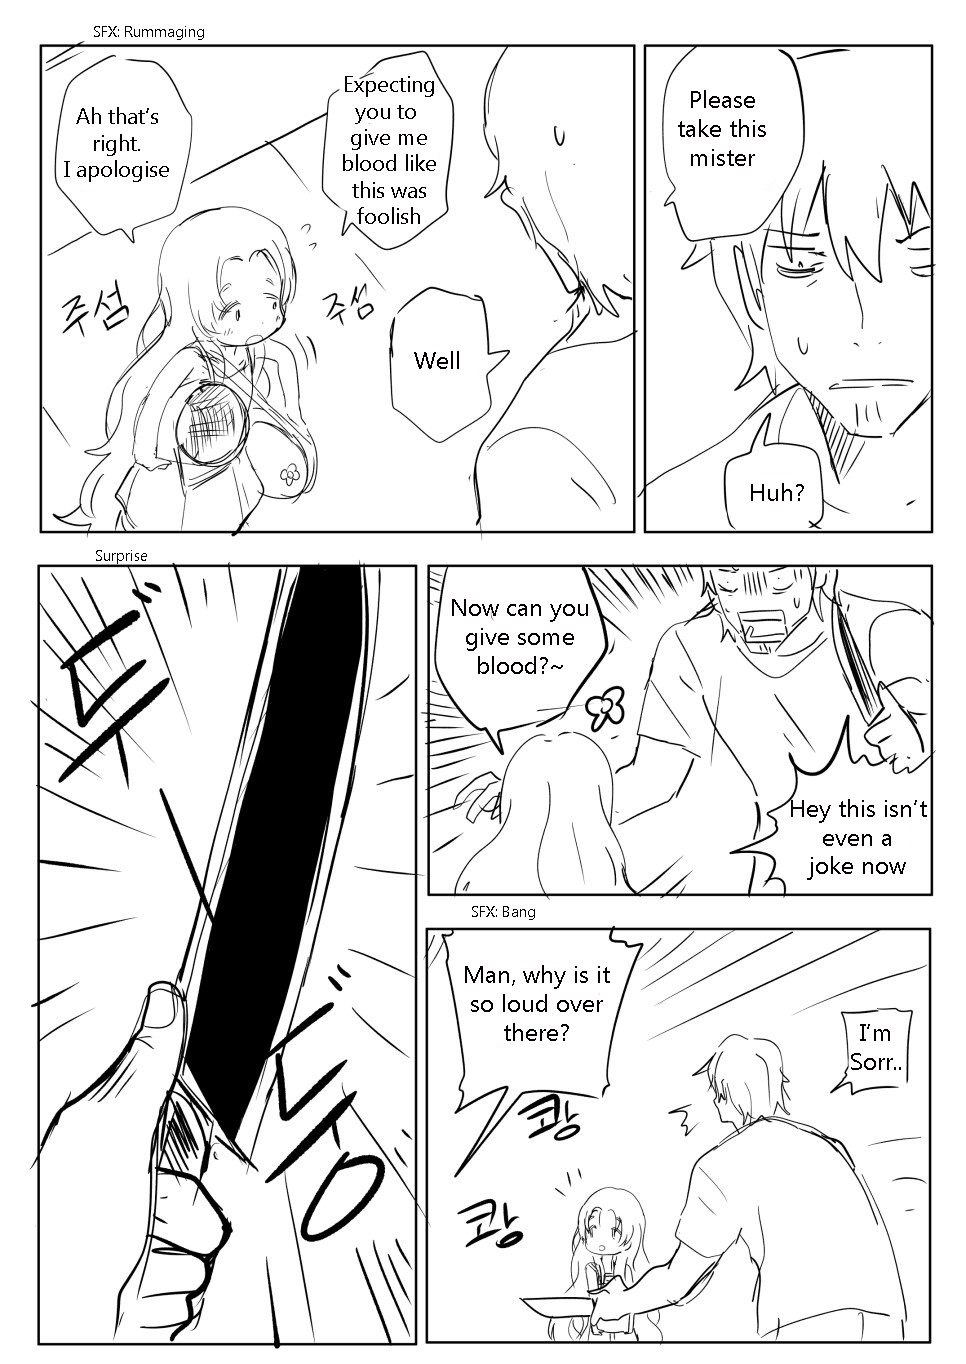 SFX: Rummaging
Ah that's
right.
I apologise
Expecting
you to
give me
blood like
this was
foolish
주섬
주섬
Well
Please
take this
mister
Huh?
Surprise
두
둥
Now can you
give some
blood?~
Hey this isn't
even a
joke now
SFX: Bang
Man, why is it
so loud over
there?
I'm
Sorr..
쾅
쾅